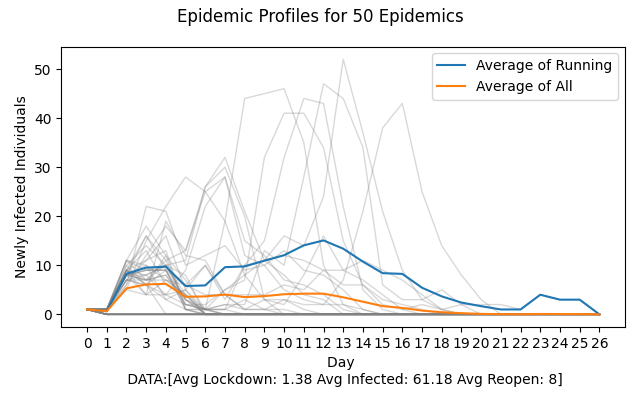 Epidemic Profiles for 50 Epidemics
Average of Running
Average of All
Newly Infected Individuals
50
40
30
20
10
0
0 1 2 3 4 5 6 7 8 9 10 11 12 13 14 15 16 17 18 19 20 21 22 23 24 25 26
Day
DATA:[Avg Lockdown: 1.38 Avg Infected: 61.18 Avg Reopen: 8]